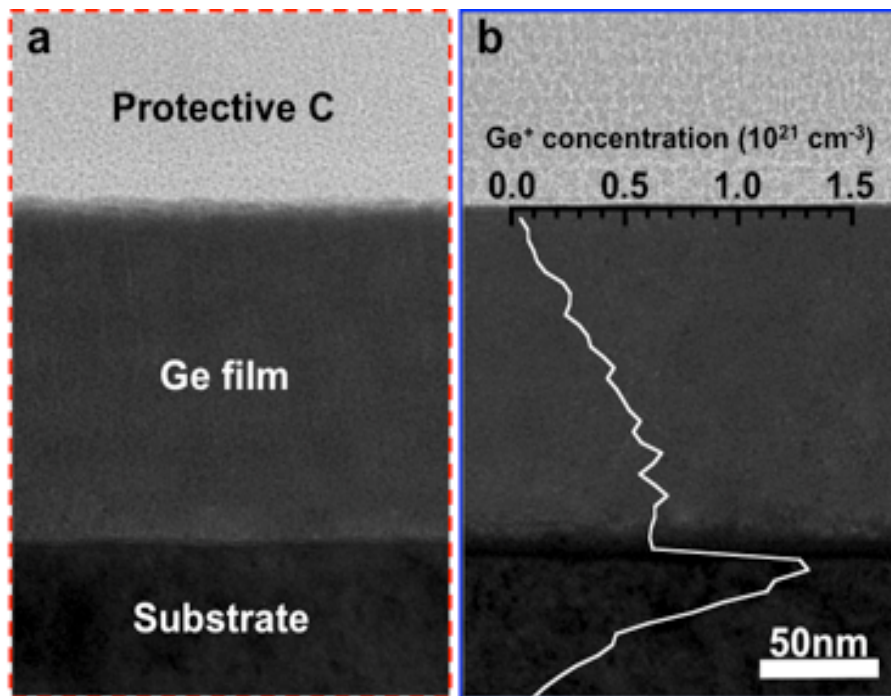 a
Protective C
Ge film
Substrate
b
Ge⁺ concentration (10²¹ cm⁻³)
0.0 0.5 1.0 1.5
50nm